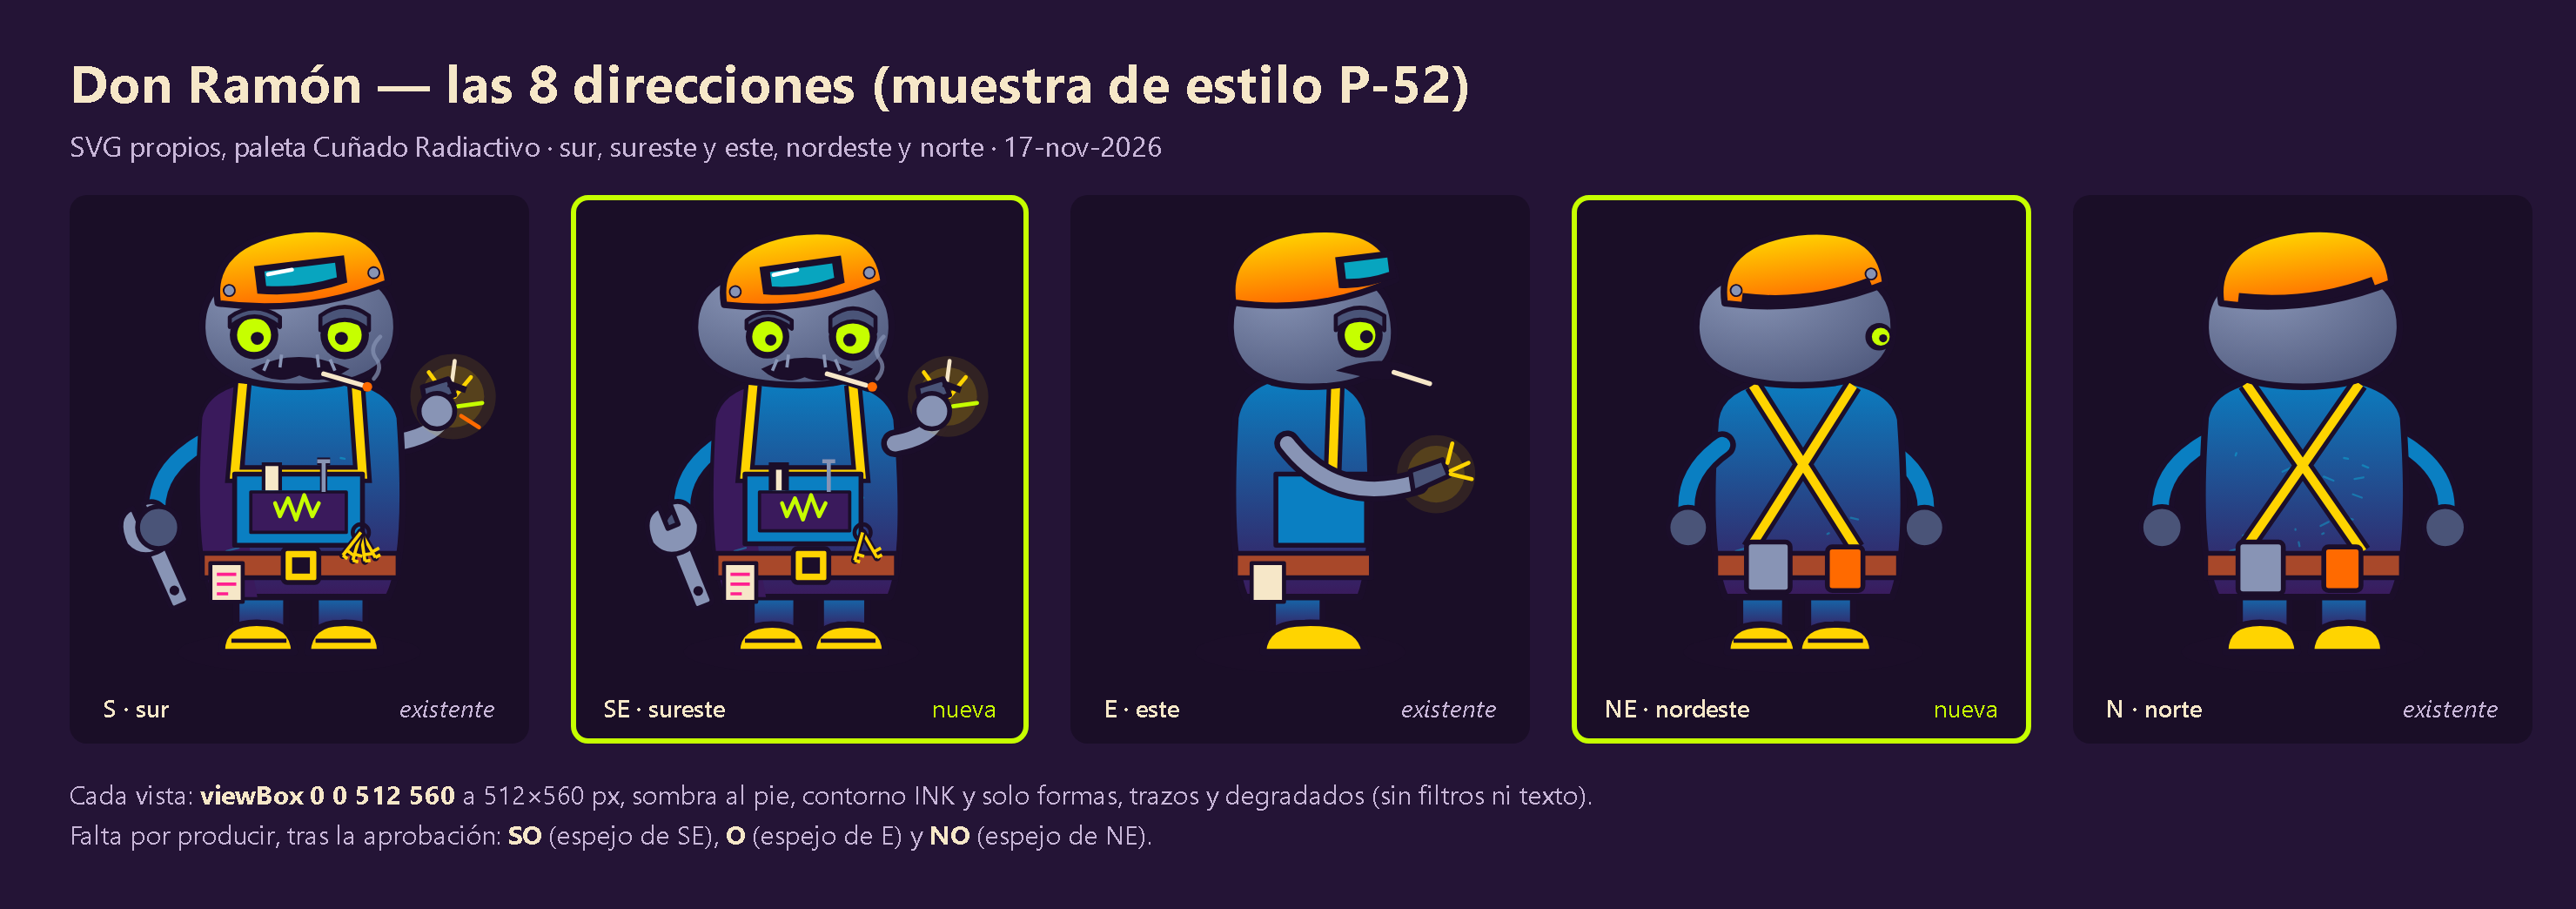 Don Ramón — las 8 direcciones (muestra de estilo P-52)
SVG propios, paleta Cuñado Radiactivo · sur, sureste y este, nordeste y norte · 17-nov-2026
S · sur existente
SE · sureste nueva
E · este existente
NE · nordeste nueva
N · norte existente
Cada vista: viewBox 0 0 512 560 a 512×560 px, sombra al pie, contorno INK y solo formas, trazos y degradados (sin filtros ni texto).
Falta por producir, tras la aprobación: SO (espejo de SE), O (espejo de E) y NO (espejo de NE).